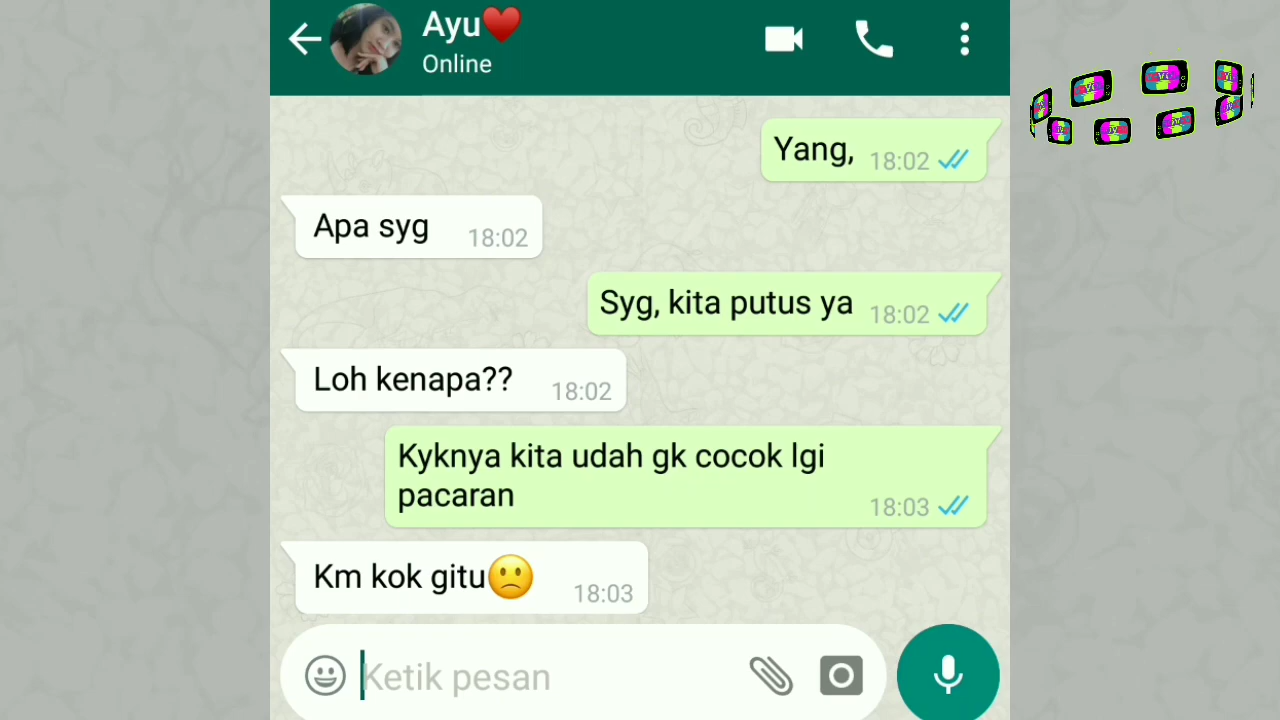 Ayu❤️
Online
Yang,
18:02
Apa syg
18:02
Syg, kita putus ya
18:02
Loh kenapa??
18:02
Kyknya kita udah gk cocok lgi
pacaran
18:03
Km kok gitu🙁
18:03
Ketik pesan